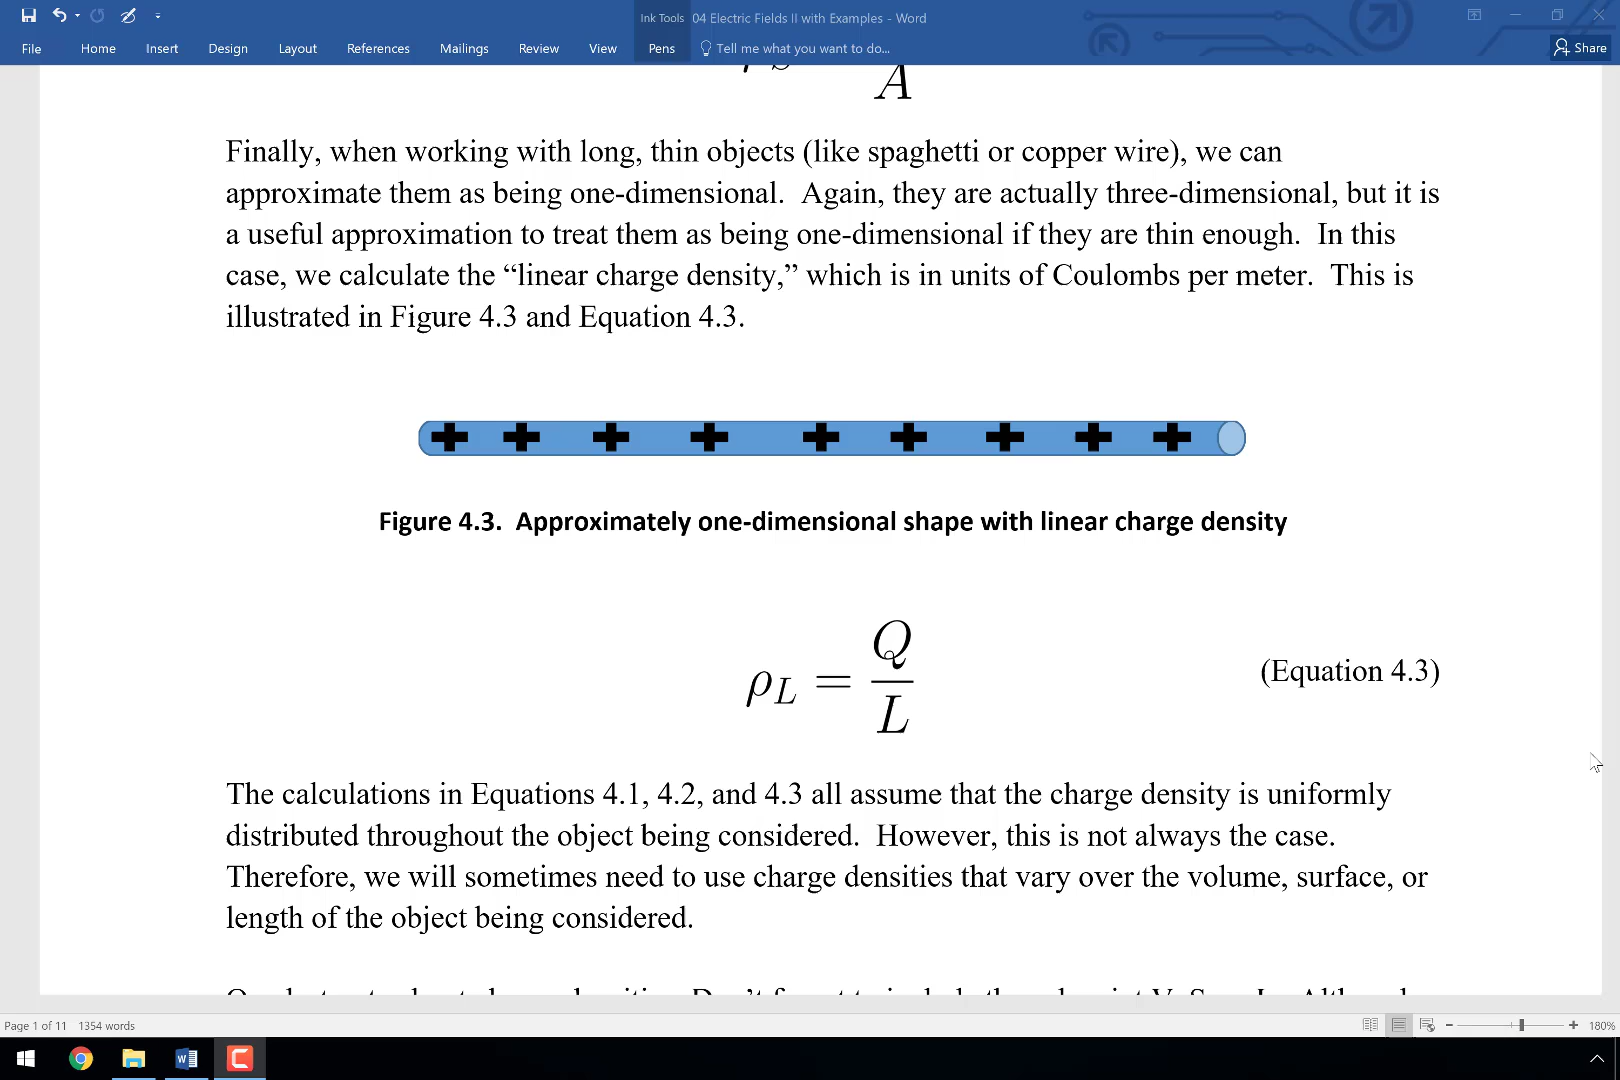 Ink Tools 04 Electric Fields II with Examples - Word
File Home Insert Design Layout References Mailings Review View Pens Tell me what you want to do... Share
A
Finally, when working with long, thin objects (like spaghetti or copper wire), we can
approximate them as being one-dimensional.  Again, they are actually three-dimensional, but it is
a useful approximation to treat them as being one-dimensional if they are thin enough.  In this
case, we calculate the “linear charge density,” which is in units of Coulombs per meter.  This is
illustrated in Figure 4.3 and Equation 4.3.
+ + + + + + + + +
Figure 4.3.  Approximately one-dimensional shape with linear charge density
Q
ρL = (Equation 4.3)
L
The calculations in Equations 4.1, 4.2, and 4.3 all assume that the charge density is uniformly
distributed throughout the object being considered.  However, this is not always the case.
Therefore, we will sometimes need to use charge densities that vary over the volume, surface, or
length of the object being considered.
Page 1 of 11 1354 words 180%